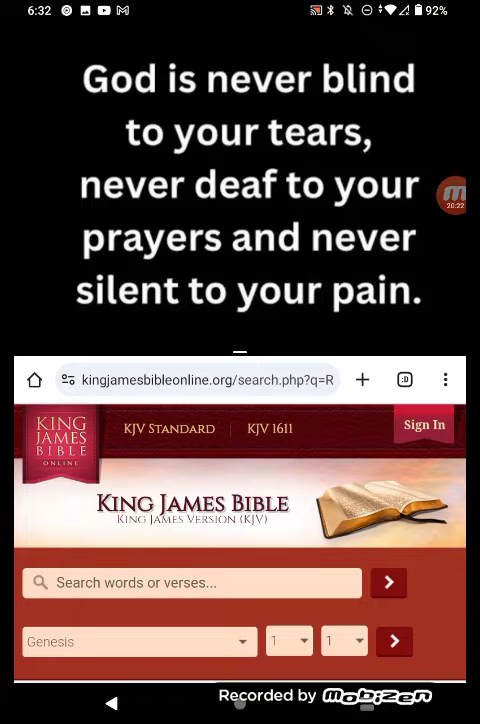 6:32
92%
God is never blind
to your tears,
never deaf to your
prayers and never
silent to your pain.
20:22
kingjamesbibleonline.org/search.php?q=R
:D
KING
JAMES
BIBLE
ONLINE
KJV STANDARD
KJV 1611
Sign In
KING JAMES BIBLE
KING JAMES VERSION (KJV)
Search words or verses...
Genesis
1
1
Recorded by Mobizen